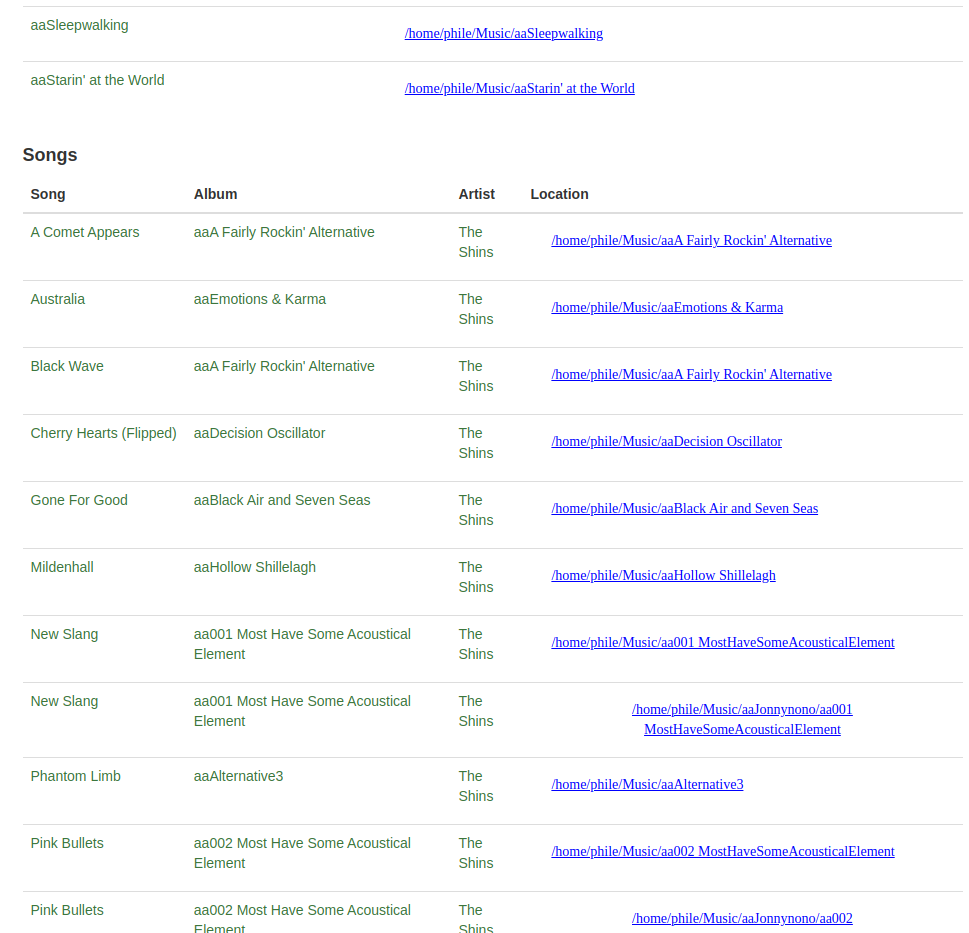 aaSleepwalking /home/phile/Music/aaSleepwalking
aaStarin' at the World /home/phile/Music/aaStarin' at the World
Songs
Song Album Artist Location
A Comet Appears aaA Fairly Rockin' Alternative The /home/phile/Music/aaA Fairly Rockin' Alternative
Shins
Australia aaEmotions & Karma The /home/phile/Music/aaEmotions & Karma
Shins
Black Wave aaA Fairly Rockin' Alternative The /home/phile/Music/aaA Fairly Rockin' Alternative
Shins
Cherry Hearts (Flipped) aaDecision Oscillator The /home/phile/Music/aaDecision Oscillator
Shins
Gone For Good aaBlack Air and Seven Seas The /home/phile/Music/aaBlack Air and Seven Seas
Shins
Mildenhall aaHollow Shillelagh The /home/phile/Music/aaHollow Shillelagh
Shins
New Slang aa001 Most Have Some Acoustical The /home/phile/Music/aa001 MostHaveSomeAcousticalElement
Element Shins
New Slang aa001 Most Have Some Acoustical The /home/phile/Music/aaJonnynono/aa001
Element Shins MostHaveSomeAcousticalElement
Phantom Limb aaAlternative3 The /home/phile/Music/aaAlternative3
Shins
Pink Bullets aa002 Most Have Some Acoustical The /home/phile/Music/aa002 MostHaveSomeAcousticalElement
Element Shins
Pink Bullets aa002 Most Have Some Acoustical The /home/phile/Music/aaJonnynono/aa002
Element Shins